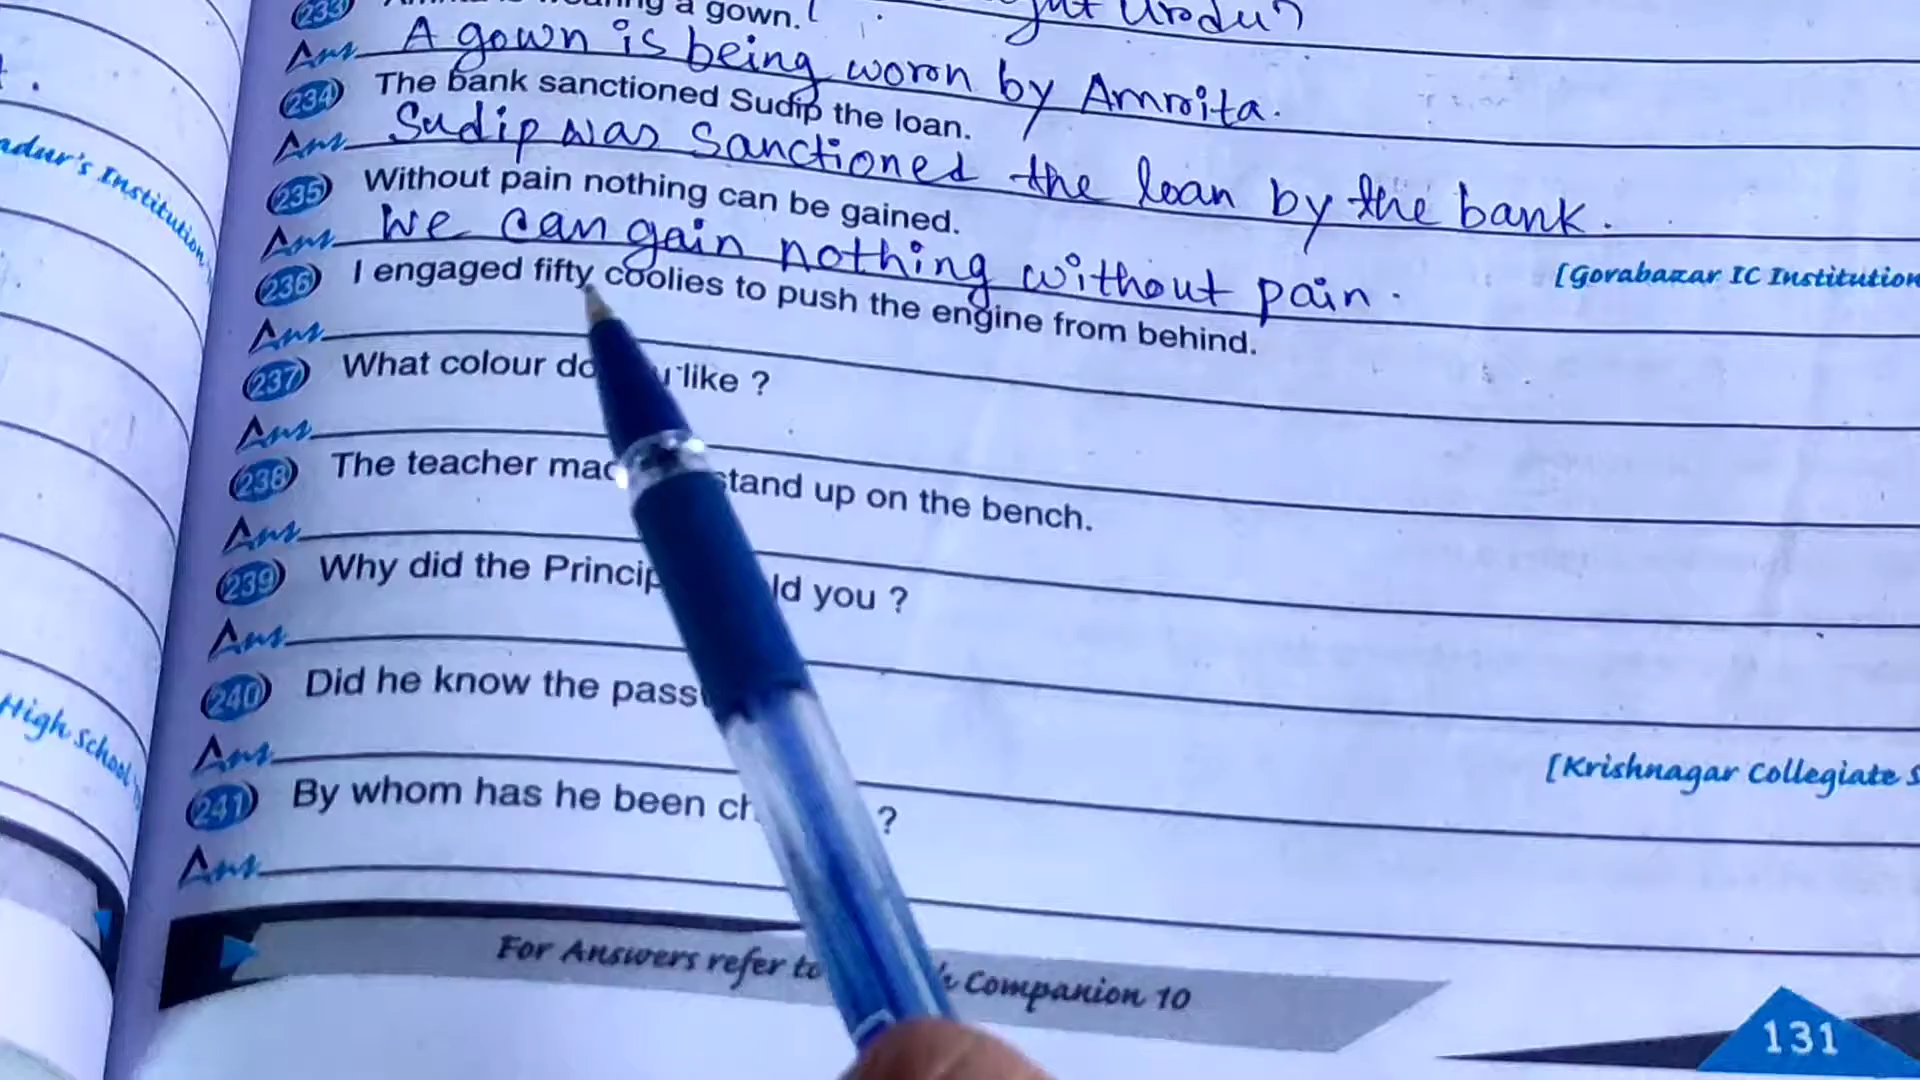 233 a gown.
Ans A gown is being worn by Amrita.
234 The bank sanctioned Sudip the loan.
Ans Sudip was sanctioned the loan by the bank.
235 Without pain nothing can be gained.
Ans We can gain nothing without pain.
[Gorabazar IC Institution
236 I engaged fifty coolies to push the engine from behind.
Ans
237 What colour do like ?
Ans
238 The teacher stand up on the bench.
Ans
239 Why did the you ?
Ans
240 Did he know the
Ans
[Krishnagar Collegiate
241 By whom has he been ?
Ans
For Answers refer to Companion 10
131
Institution
High School